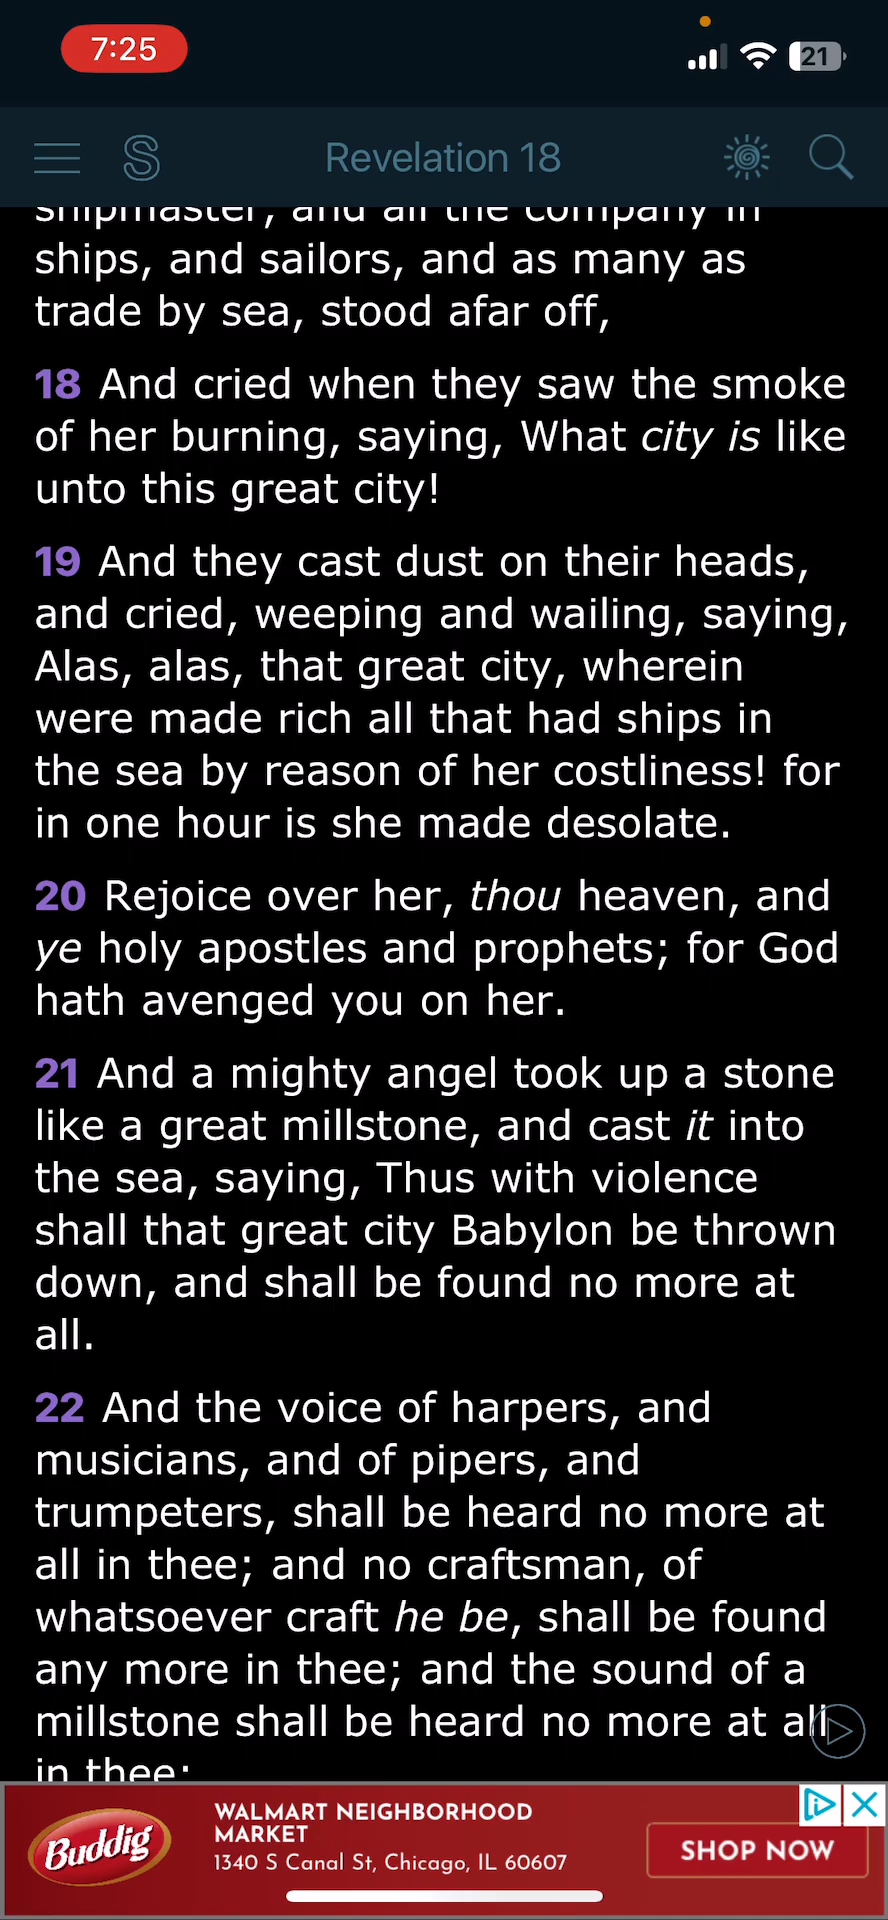 7:25
21
Revelation 18
shipmaster, and all the company in
ships, and sailors, and as many as
trade by sea, stood afar off,
18 And cried when they saw the smoke
of her burning, saying, What city is like
unto this great city!
19 And they cast dust on their heads,
and cried, weeping and wailing, saying,
Alas, alas, that great city, wherein
were made rich all that had ships in
the sea by reason of her costliness! for
in one hour is she made desolate.
20 Rejoice over her, thou heaven, and
ye holy apostles and prophets; for God
hath avenged you on her.
21 And a mighty angel took up a stone
like a great millstone, and cast it into
the sea, saying, Thus with violence
shall that great city Babylon be thrown
down, and shall be found no more at
all.
22 And the voice of harpers, and
musicians, and of pipers, and
trumpeters, shall be heard no more at
all in thee; and no craftsman, of
whatsoever craft he be, shall be found
any more in thee; and the sound of a
millstone shall be heard no more at all
in thee;
Buddig
WALMART NEIGHBORHOOD
MARKET
1340 S Canal St, Chicago, IL 60607
SHOP NOW